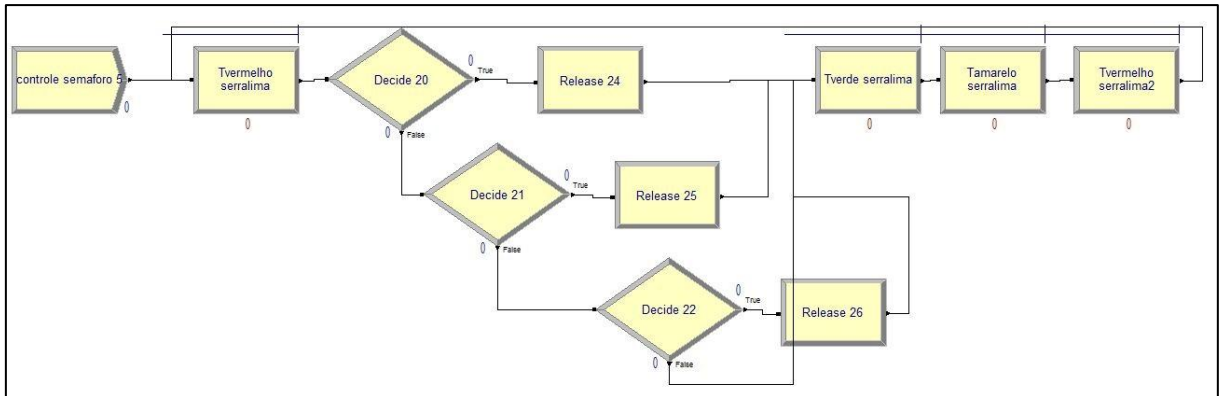 controle semaforo 5
0
Tvermelho
serralima
0
Decide 20
0
True
0
False
Release 24
Tverde serralima
0
Tamarelo
serralima
0
Tvermelho
serralima2
0
Decide 21
0
True
0
False
Release 25
Decide 22
0
True
0
False
Release 26